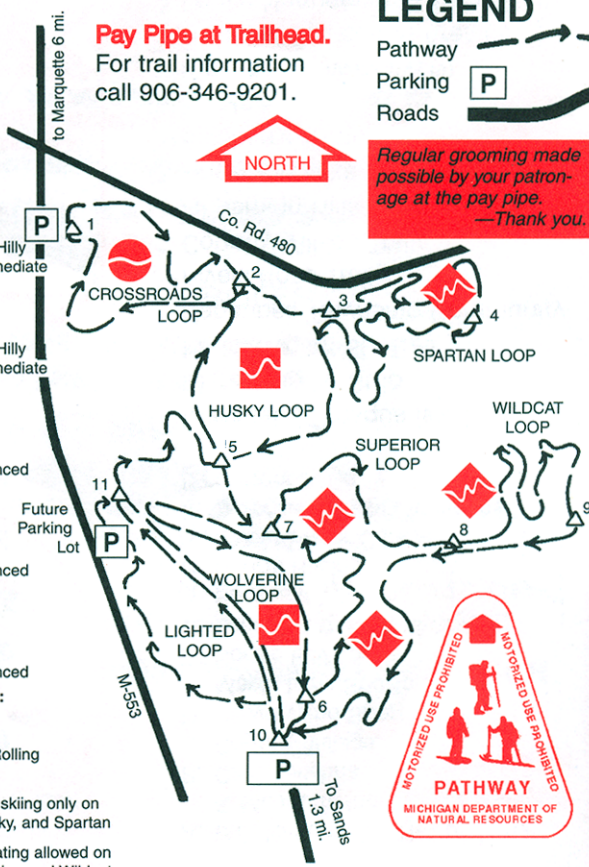 to Marquette 6 mi.
Pay Pipe at Trailhead.
For trail information
call 906-346-9201.
LEGEND
Pathway
Parking P
Roads
NORTH
Regular grooming made
possible by your patron-
age at the pay pipe.
—Thank you.
Co. Rd. 480
P
1
Hilly
mediate
2
CROSSROADS
LOOP
3
4
SPARTAN LOOP
Hilly
mediate
HUSKY LOOP
WILDCAT
LOOP
SUPERIOR
LOOP
5
nced
11
Future
Parking
Lot
P
7
8
9
nced
WOLVERINE
LOOP
LIGHTED
LOOP
nced
:
M-553
6
10
P
To Sands
1.3 mi.
Rolling
skiing only on
ky, and Spartan
ating allowed on
MOTORIZED USE PROHIBITED
MOTORIZED USE PROHIBITED
PATHWAY
MICHIGAN DEPARTMENT OF
NATURAL RESOURCES